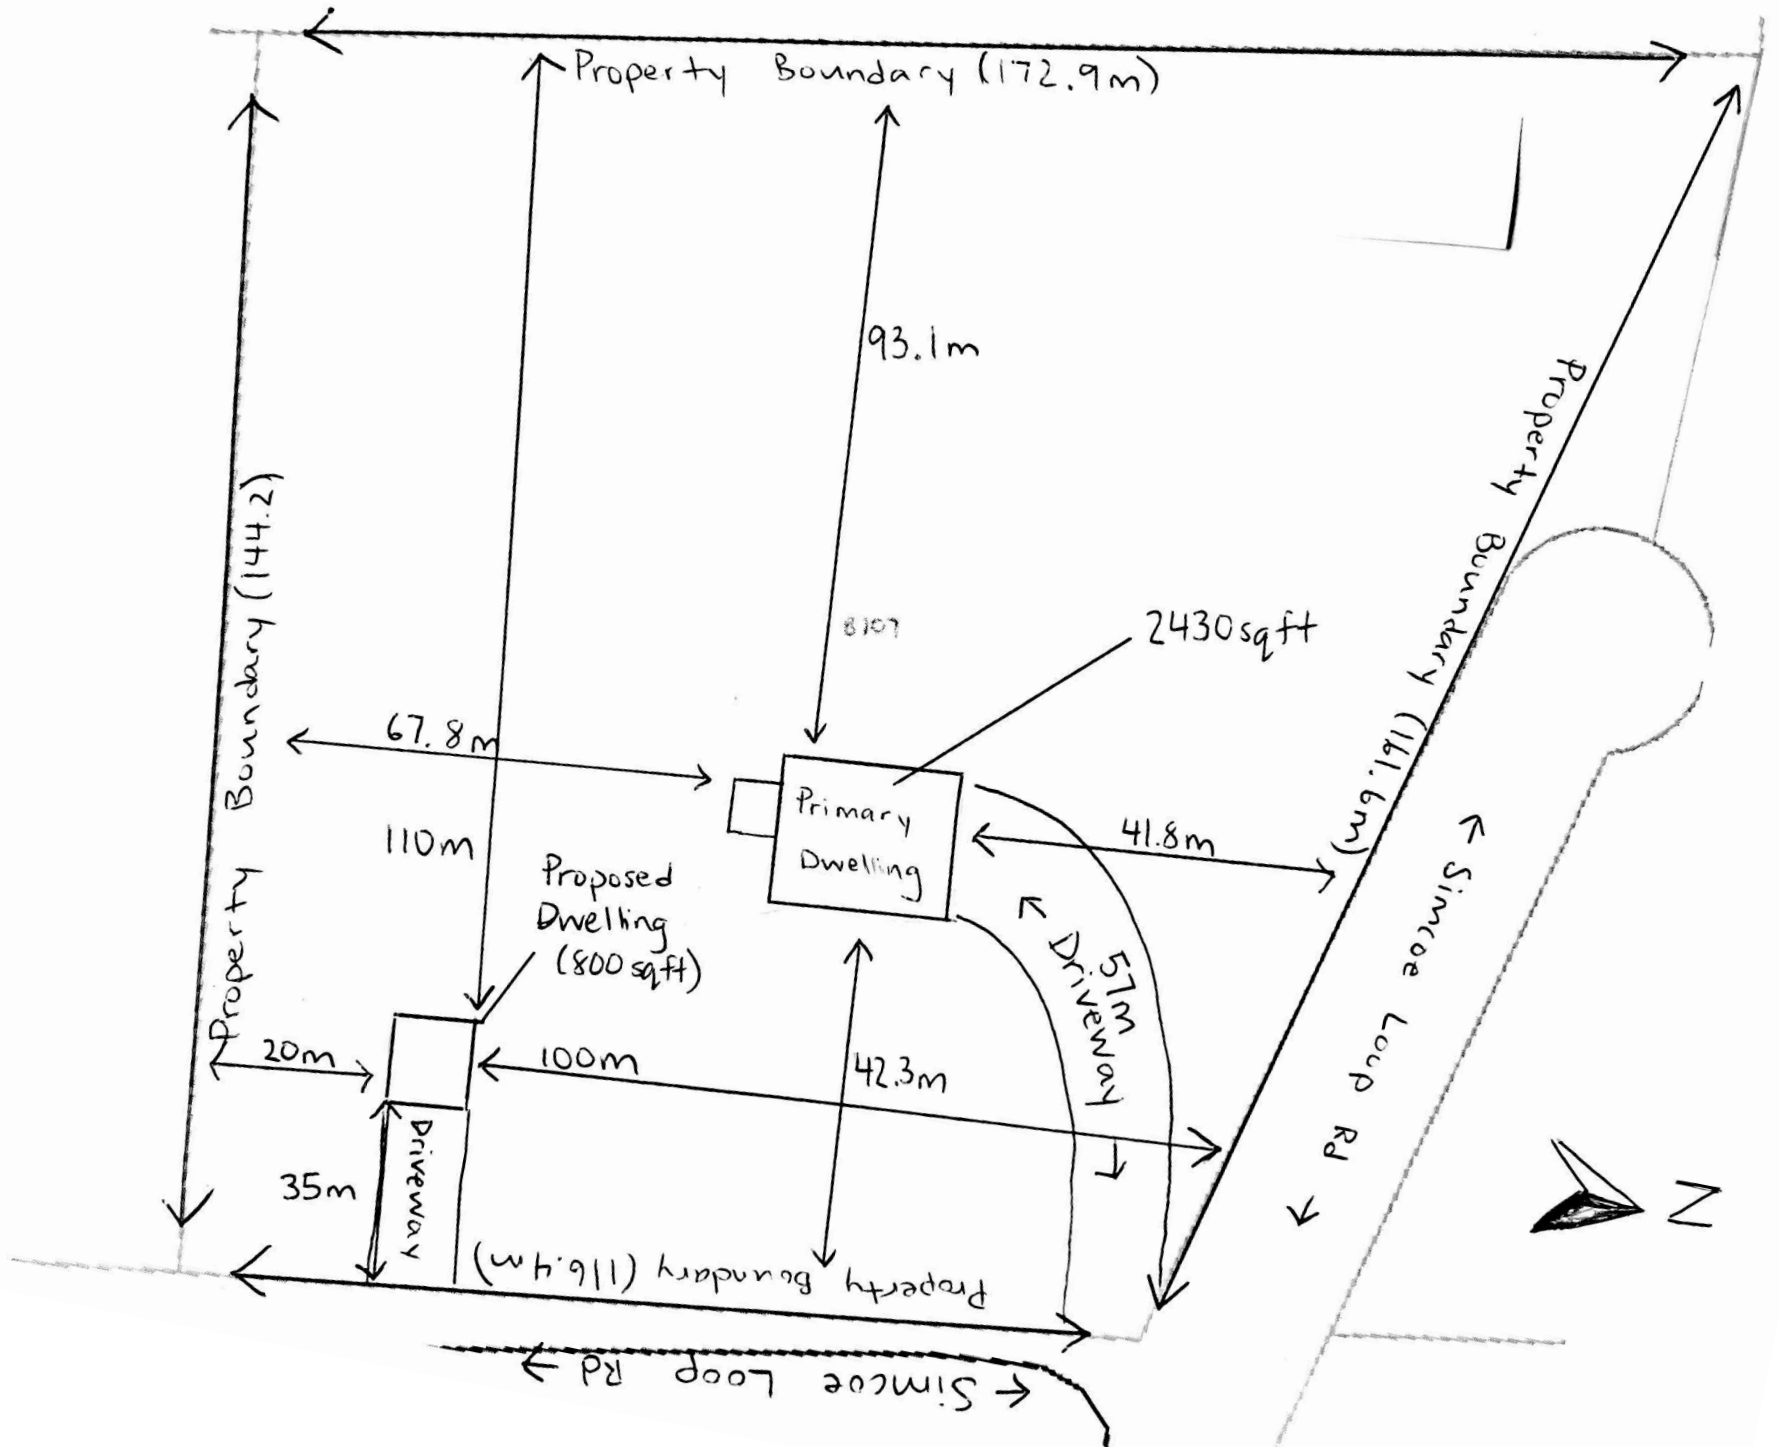 Property Boundary (172.9m)
93.1m
Property Boundary (144.2)
Property Boundary (161.6m)
8107
2430sqft
67.8m
Primary
Dwelling
41.8m
110m
Proposed
Dwelling
(800sqft)
57m
Driveway
Simcoe Loop Rd
20m
100m
42.3m
Driveway
35m
N
Property Boundary (116.4m)
Simcoe Loop Rd